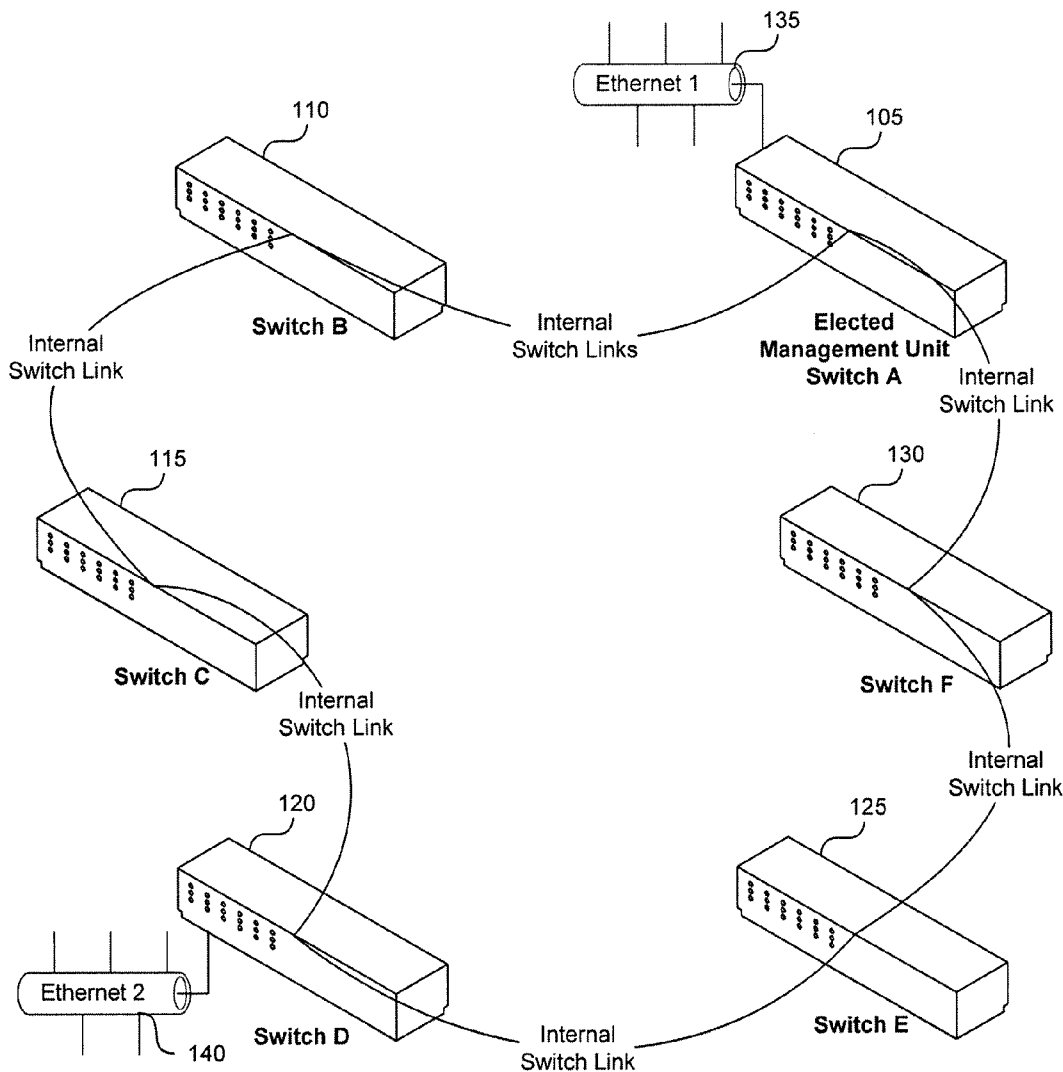 135
Ethernet 1
110
105
Switch B
Internal
Switch Links
Elected
Management Unit
Switch A
Internal
Switch Link
Internal
Switch Link
115
130
Switch C
Switch F
Internal
Switch Link
Internal
Switch Link
120
125
Ethernet 2
140
Switch D
Internal
Switch Link
Switch E